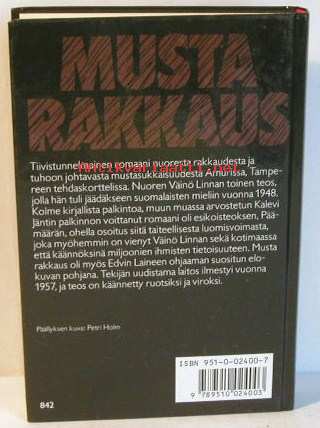 MUSTA
RAKKAUS
Tiivistunnelmainen romaani nuoresta rakkaudesta ja
tuhoon johtavasta mustasukkaisuudesta Amurissa, Tampe-
reen tehdaskorttelissa. Nuoren Väinö Linnan toinen teos,
jolla hän tuli jäädäkseen suomalaisten mieliin vuonna 1948.
Kolme kirjallista palkintoa, muun muassa arvostetun Kalevi
Jäntin palkinnon voittanut romaani oli esikoisteoksen, Pää-
määrän, ohella osoitus siitä taiteellisesta luomisvoimasta,
joka myöhemmin on vienyt Väinö Linnan sekä kotimaassa
että käännöksinä miljoonien ihmisten tietoisuuteen. Musta
rakkaus oli myös Edvin Laineen ohjaaman suositun elo-
kuvan pohjana. Tekijän uudistama laitos ilmestyi vuonna
1957, ja teos on käännetty ruotsiksi ja viroksi.
Päällyksen kuva: Petri Holm
ISBN 951-0-02400-7
9 789510 024003
842